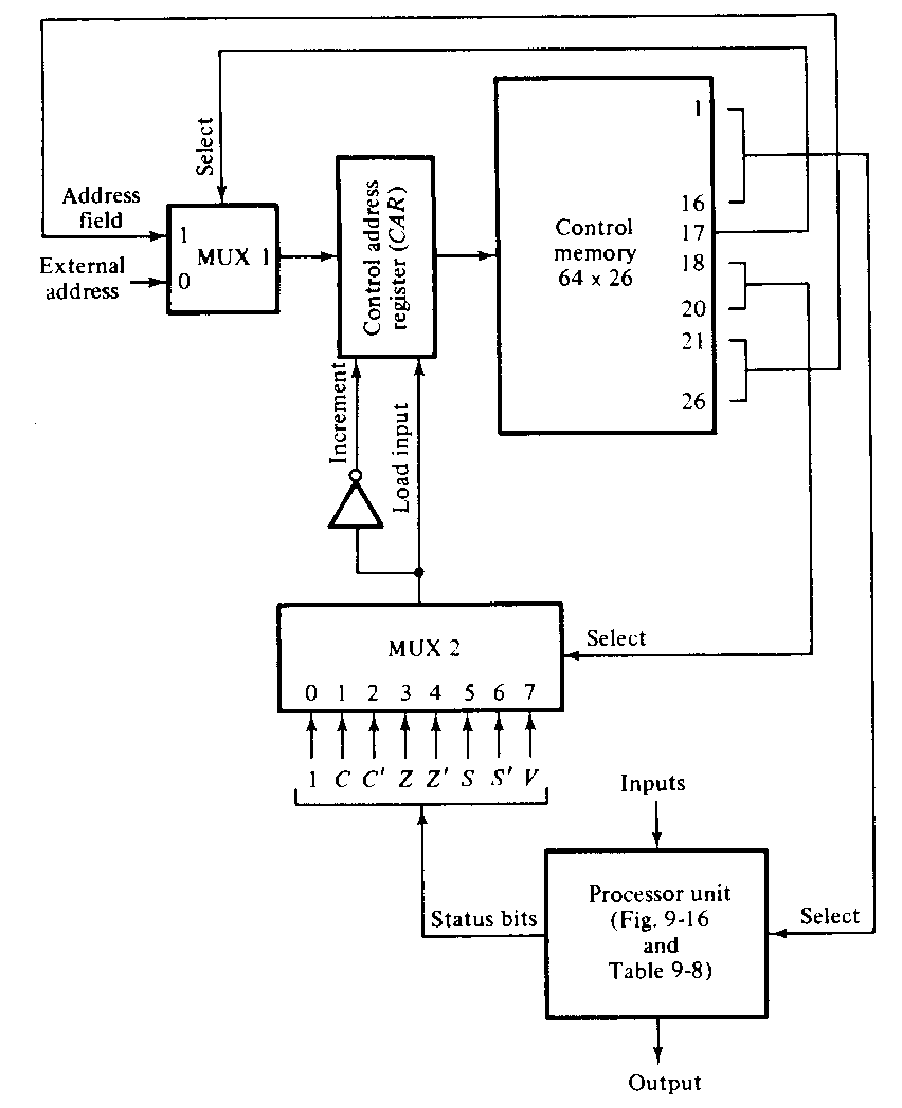 Select
Address
field
1
MUX 1
External
address
0
Control address
register (CAR)
Control
memory
64 x 26
1
16
17
18
20
21
26
Increment
Load input
MUX 2
Select
0 1 2 3 4 5 6 7
1 C C' Z Z' S S' V
Inputs
Status bits
Processor unit
(Fig. 9-16
and
Table 9-8)
Select
Output